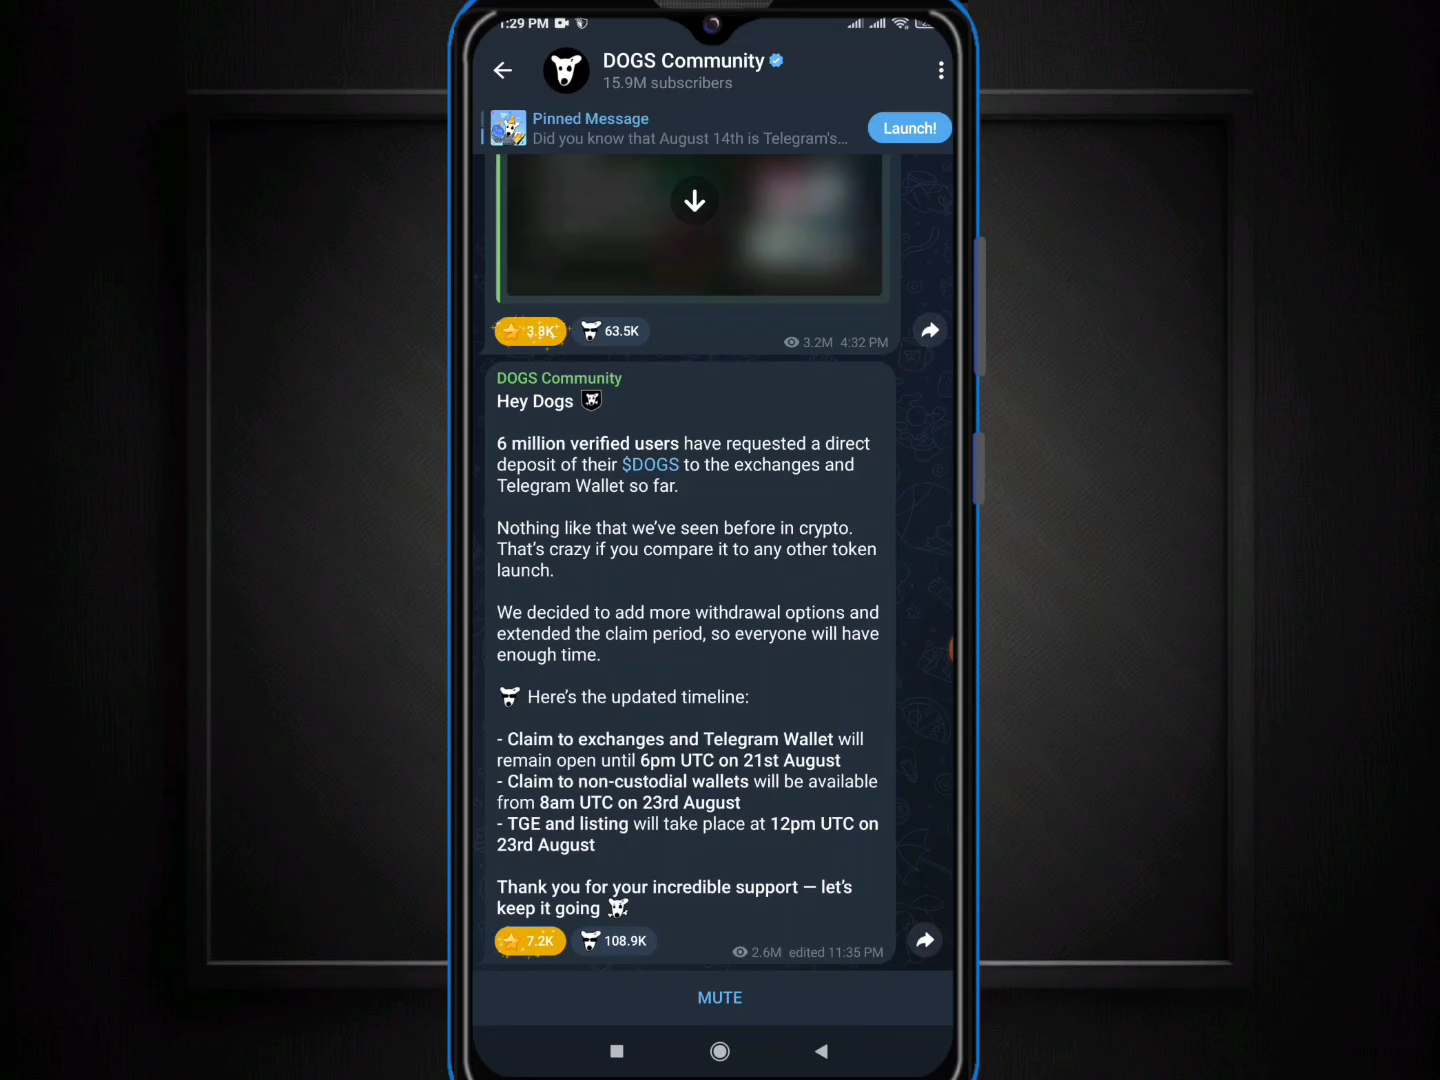 1:29 PM
DOGS Community
15.9M subscribers
Pinned Message
Did you know that August 14th is Telegram's...
Launch!
3.8K
63.5K
3.2M 4:32 PM
DOGS Community
Hey Dogs
6 million verified users have requested a direct
deposit of their $DOGS to the exchanges and
Telegram Wallet so far.
Nothing like that we’ve seen before in crypto.
That’s crazy if you compare it to any other token
launch.
We decided to add more withdrawal options and
extended the claim period, so everyone will have
enough time.
Here’s the updated timeline:
- Claim to exchanges and Telegram Wallet will
remain open until 6pm UTC on 21st August
- Claim to non-custodial wallets will be available
from 8am UTC on 23rd August
- TGE and listing will take place at 12pm UTC on
23rd August
Thank you for your incredible support — let’s
keep it going
7.2K
108.9K
2.6M edited 11:35 PM
MUTE